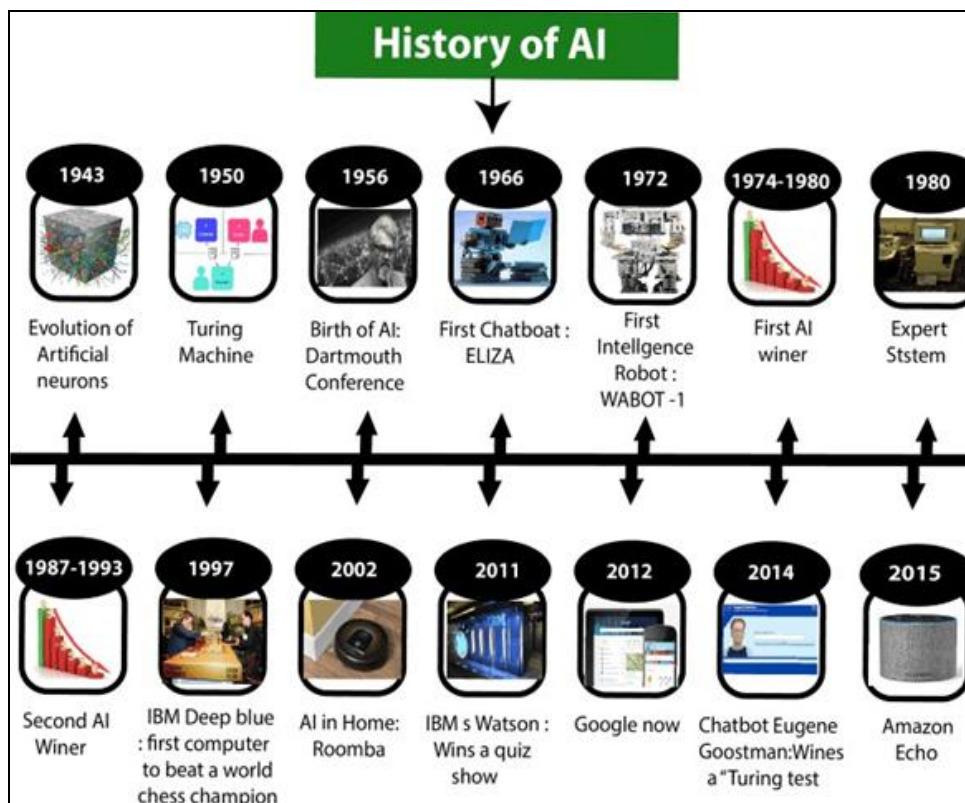 History of AI
1943
1950
1956
1966
1972
1974-1980
1980
Evolution of
Artificial
neurons
Turing
Machine
Birth of AI:
Dartmouth
Conference
First Chatboat :
ELIZA
First
Intellgence
Robot :
WABOT -1
First AI
winer
Expert
Ststem
1987-1993
1997
2002
2011
2012
2014
2015
Second AI
Winer
IBM Deep blue
: first computer
to beat a world
chess champion
AI in Home:
Roomba
IBM s Watson :
Wins a quiz
show
Google now
Chatbot Eugene
Goostman:Wines
a "Turing test
Amazon
Echo